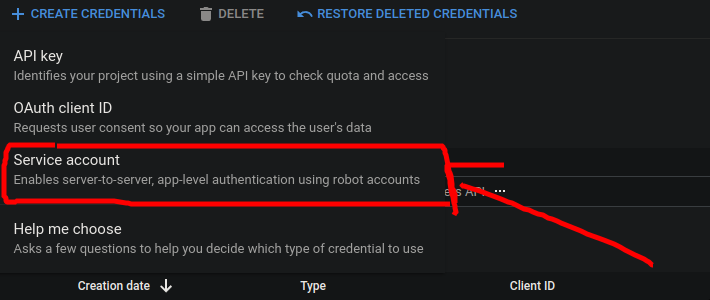 CREATE CREDENTIALS DELETE RESTORE DELETED CREDENTIALS
API key
Identifies your project using a simple API key to check quota and access
OAuth client ID
Requests user consent so your app can access the user's data
Service account
Enables server-to-server, app-level authentication using robot accounts
API ...
Help me choose
Asks a few questions to help you decide which type of credential to use
Creation date Type Client ID